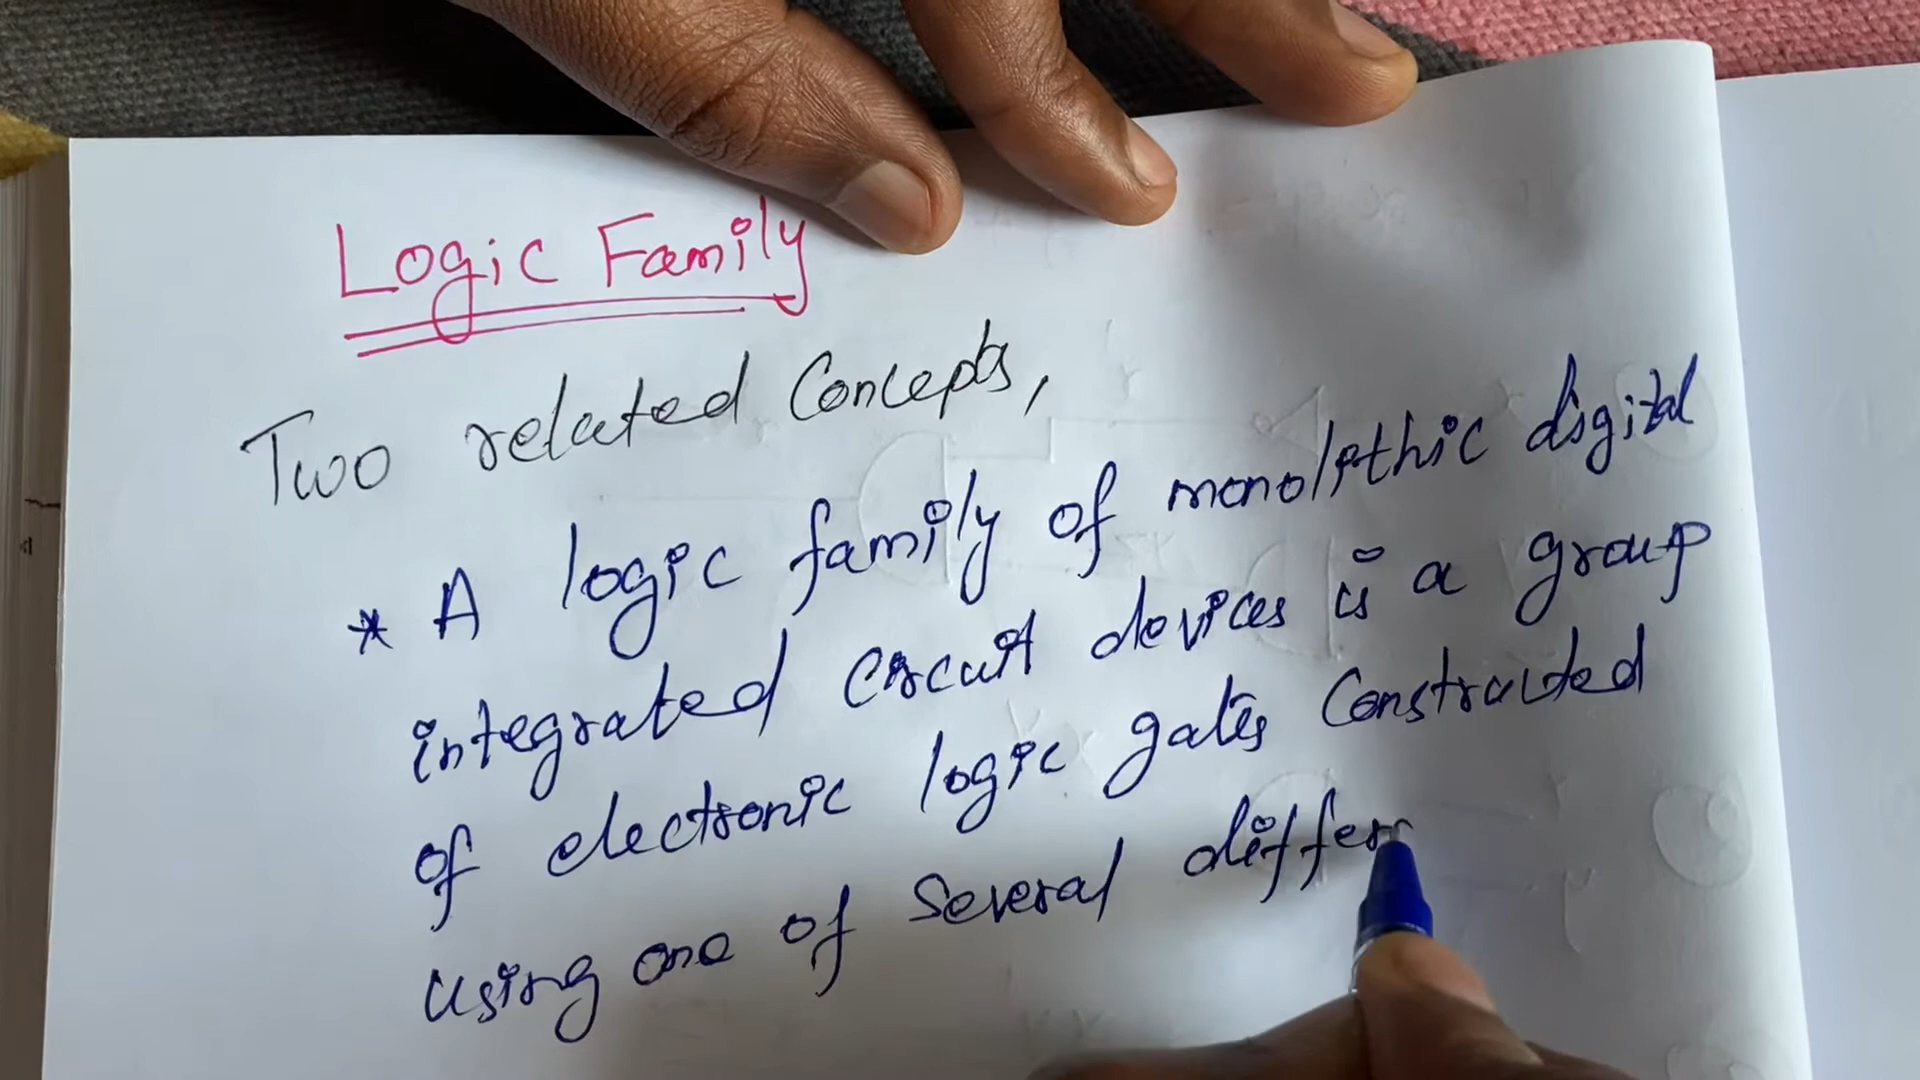 Logic Family
Two related Concepts,
* A logic family of monolithic digital
integrated circuit devices is a group
of electronic logic gates Constructed
using one of Several differ